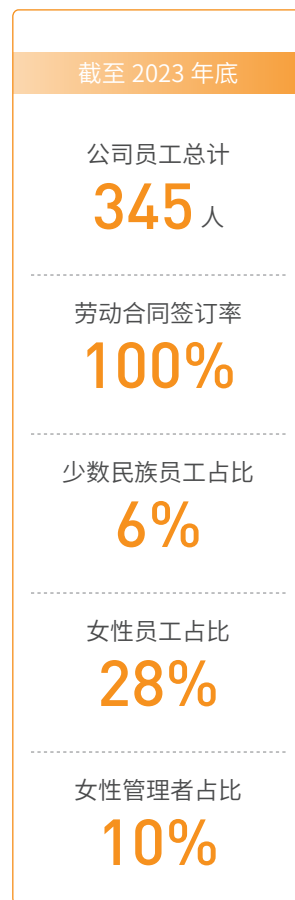 截至 2023 年底
公司员工总计
345 人
劳动合同签订率
100%
少数民族员工占比
6%
女性员工占比
28%
女性管理者占比
10%